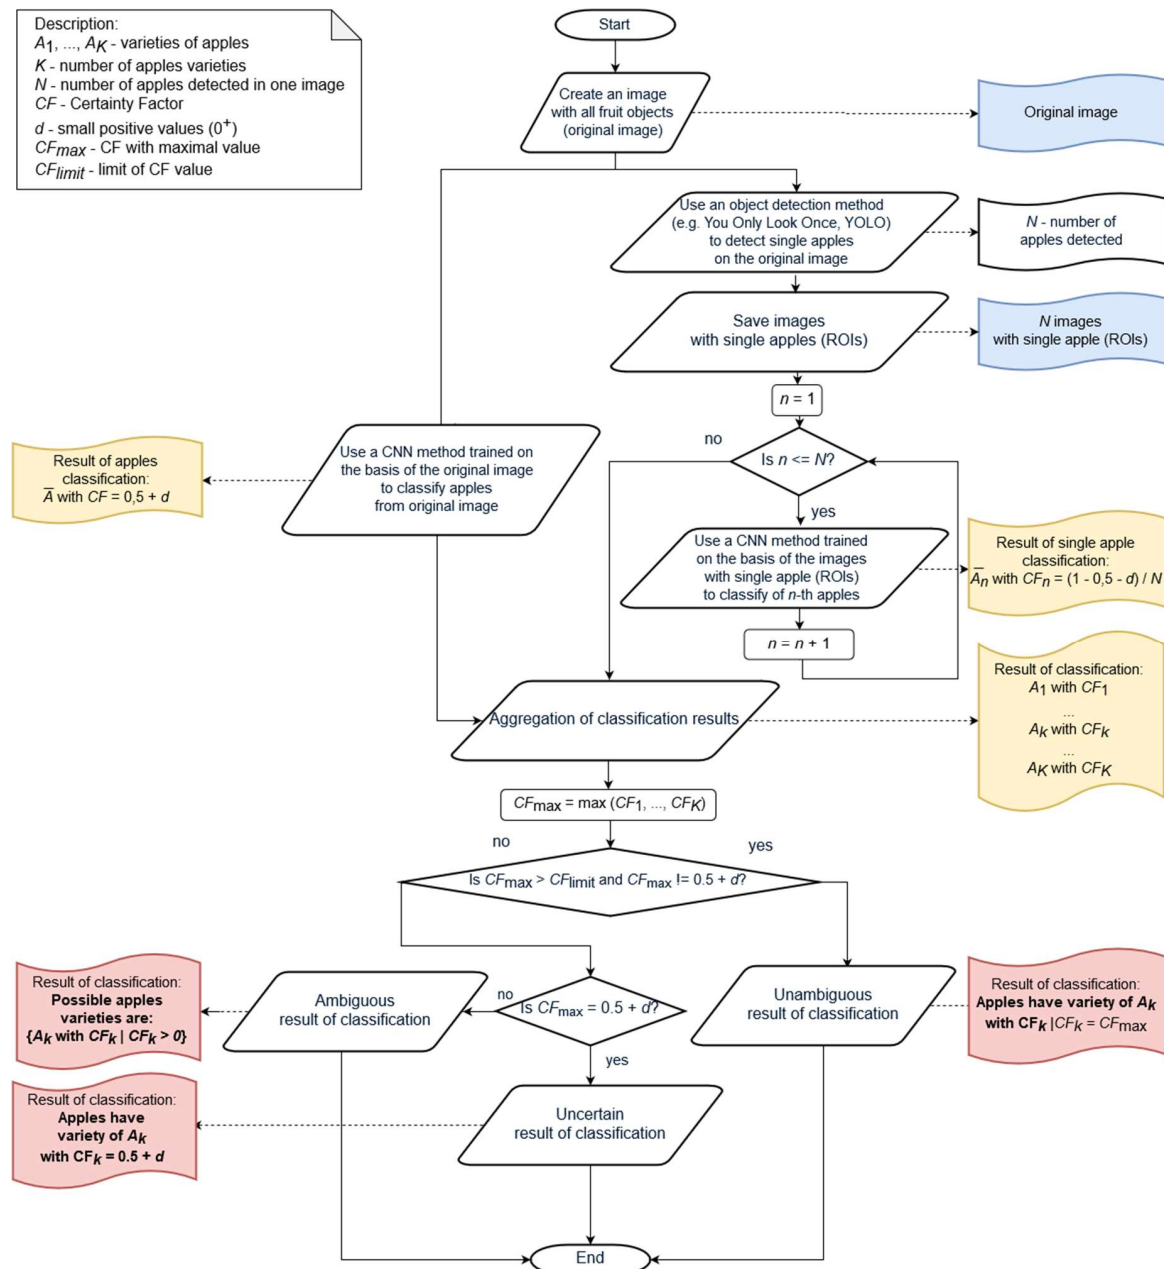 Description:
A1, ..., AK - varieties of apples
K - number of apples varieties
N - number of apples detected in one image
CF - Certainty Factor
d - small positive values (0+)
CFmax - CF with maximal value
CFlimit - limit of CF value
Start
Create an image
with all fruit objects
(original image)
Original image
Use an object detection method
(e.g. You Only Look Once, YOLO)
to detect single apples
on the original image
N - number of
apples detected
Save images
with single apples (ROIs)
N images
with single apple (ROIs)
n = 1
no
Is n <= N?
yes
Use a CNN method trained on
the basis of the original image
to classify apples
from original image
Result of apples
classification:
A̅ with CF = 0,5 + d
Use a CNN method trained
on the basis of the images
with single apple (ROIs)
to classify of n-th apples
Result of single apple
classification:
A̅n with CFn = (1 - 0,5 - d) / N
n = n + 1
Aggregation of classification results
Result of classification:
A1 with CF1
...
Ak with CFk
...
AK with CFK
CFmax = max (CF1, ..., CFK)
no
yes
Is CFmax > CFlimit and CFmax != 0.5 + d?
Result of classification:
Possible apples
varieties are:
{Ak with CFk | CFk > 0}
Ambiguous
result of classification
no
Is CFmax = 0.5 + d?
yes
Unambiguous
result of classification
Result of classification:
Apples have variety of Ak
with CFk |CFk = CFmax
Result of classification:
Apples have
variety of Ak
with CFk = 0.5 + d
Uncertain
result of classification
End